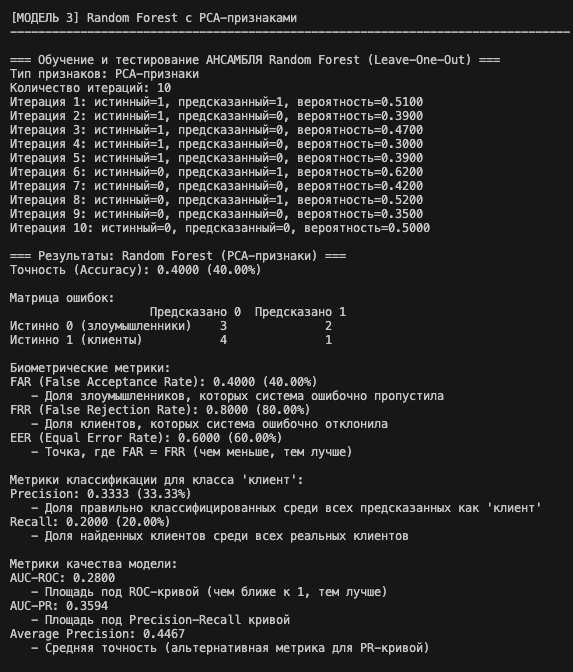 [МОДЕЛЬ 3] Random Forest с PCA-признаками
--------------------------------------------------------------------------------
=== Обучение и тестирование АНСАМБЛЯ Random Forest (Leave-One-Out) ===
Тип признаков: PCA-признаки
Количество итераций: 10
Итерация 1: истинный=1, предсказанный=1, вероятность=0.5100
Итерация 2: истинный=1, предсказанный=0, вероятность=0.3900
Итерация 3: истинный=1, предсказанный=0, вероятность=0.4700
Итерация 4: истинный=1, предсказанный=0, вероятность=0.3000
Итерация 5: истинный=1, предсказанный=0, вероятность=0.3900
Итерация 6: истинный=0, предсказанный=1, вероятность=0.6200
Итерация 7: истинный=0, предсказанный=0, вероятность=0.4200
Итерация 8: истинный=0, предсказанный=1, вероятность=0.5200
Итерация 9: истинный=0, предсказанный=0, вероятность=0.3500
Итерация 10: истинный=0, предсказанный=0, вероятность=0.5000
=== Результаты: Random Forest (PCA-признаки) ===
Точность (Accuracy): 0.4000 (40.00%)
Матрица ошибок:
Предсказано 0  Предсказано 1
Истинно 0 (злоумышленники)    3              2
Истинно 1 (клиенты)           4              1
Биометрические метрики:
FAR (False Acceptance Rate): 0.4000 (40.00%)
– Доля злоумышленников, которых система ошибочно пропустила
FRR (False Rejection Rate): 0.8000 (80.00%)
– Доля клиентов, которых система ошибочно отклонила
EER (Equal Error Rate): 0.6000 (60.00%)
– Точка, где FAR = FRR (чем меньше, тем лучше)
Метрики классификации для класса 'клиент':
Precision: 0.3333 (33.33%)
– Доля правильно классифицированных среди всех предсказанных как 'клиент'
Recall: 0.2000 (20.00%)
– Доля найденных клиентов среди всех реальных клиентов
Метрики качества модели:
AUC-ROC: 0.2800
– Площадь под ROC-кривой (чем ближе к 1, тем лучше)
AUC-PR: 0.3594
– Площадь под Precision-Recall кривой
Average Precision: 0.4467
– Средняя точность (альтернативная метрика для PR-кривой)